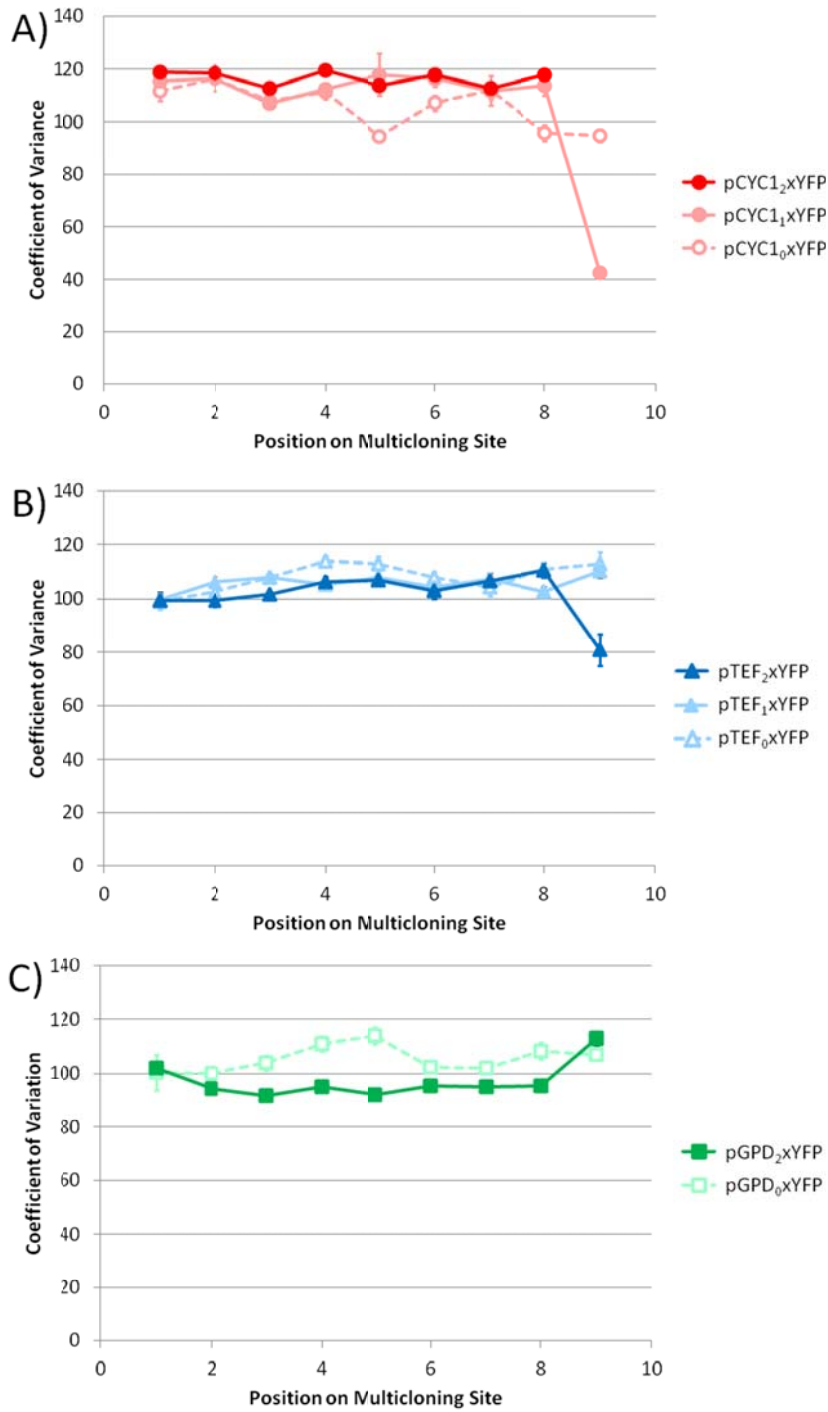 A)
140
120
100
80
60
40
20
0
Coefficient of Variance
0 2 4 6 8 10
Position on Multicloning Site
pCYC1₂xYFP
pCYC1₁xYFP
pCYC1₀xYFP
B)
140
120
100
80
60
40
20
0
Coefficient of Variance
0 2 4 6 8 10
Position on Multicloning Site
pTEF₂xYFP
pTEF₁xYFP
pTEF₀xYFP
C)
140
120
100
80
60
40
20
0
Coefficient of Variation
0 2 4 6 8 10
Position on Multicloning Site
pGPD₂xYFP
pGPD₀xYFP